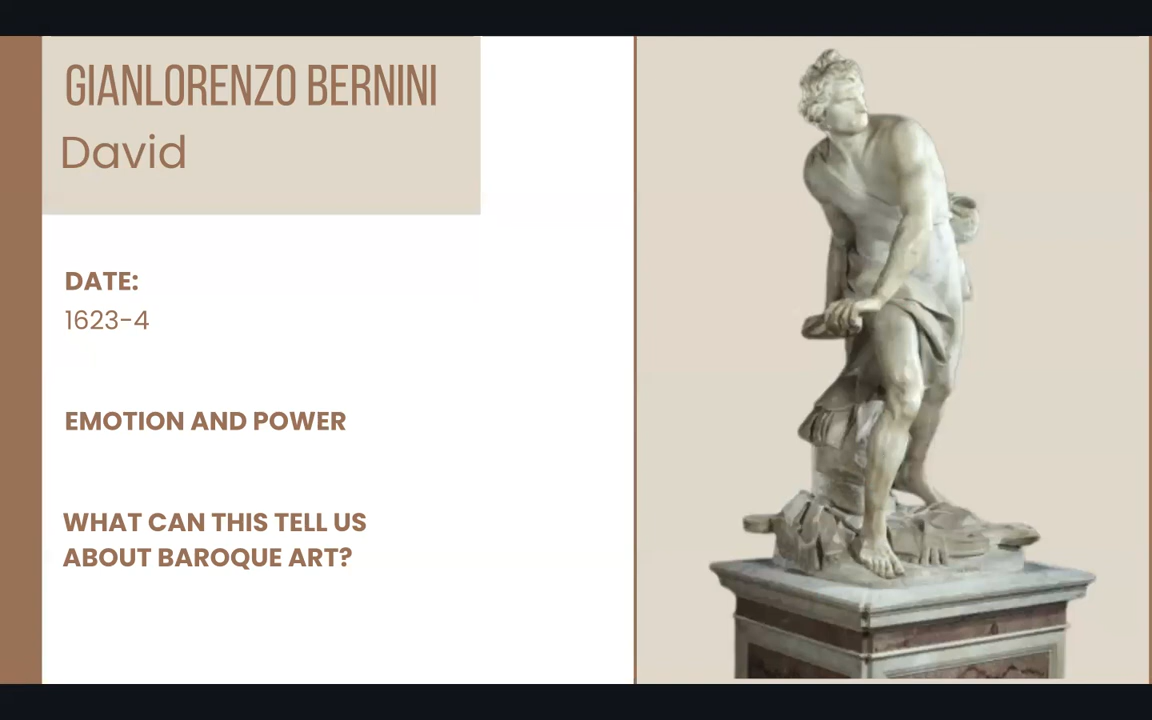 GIANLORENZO BERNINI
David
DATE:
1623-4
EMOTION AND POWER
WHAT CAN THIS TELL US
ABOUT BAROQUE ART?